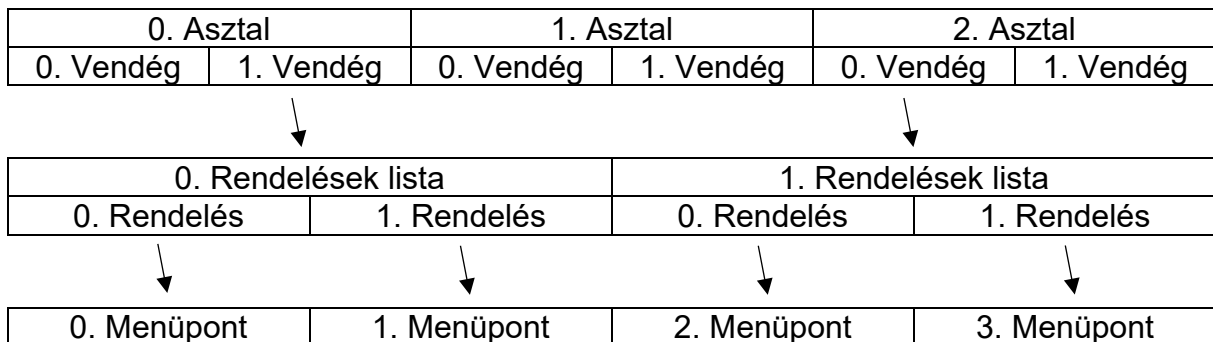 0. Asztal 1. Asztal 2. Asztal
0. Vendég 1. Vendég 0. Vendég 1. Vendég 0. Vendég 1. Vendég
0. Rendelések lista 1. Rendelések lista
0. Rendelés 1. Rendelés 0. Rendelés 1. Rendelés
0. Menüpont 1. Menüpont 2. Menüpont 3. Menüpont